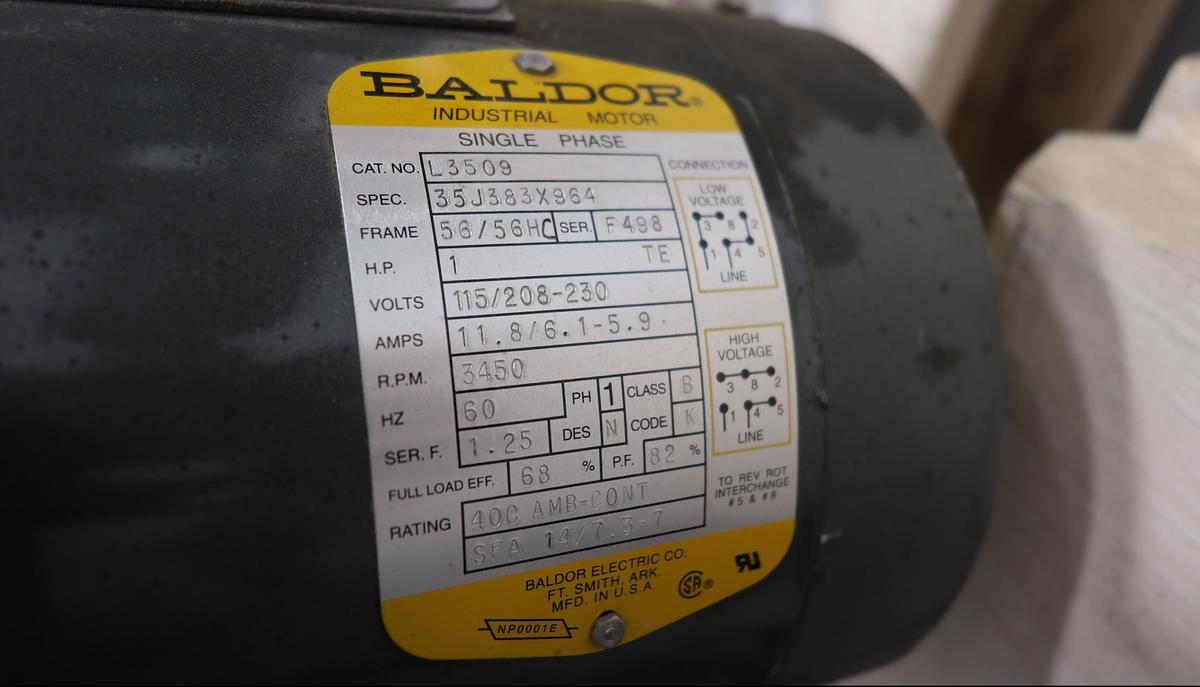 BALDOR®
INDUSTRIAL MOTOR
SINGLE PHASE
CAT. NO. L3509
SPEC. 35J383X964
FRAME 56/56HC SER. F498
H.P. 1 TE
VOLTS 115/208-230
AMPS 11.8/6.1-5.9
R.P.M. 3450
HZ 60 PH 1 CLASS B
SER. F. 1.25 DES N CODE K
FULL LOAD EFF. 68 % P.F. 82 %
RATING 40C AMB-CONT
SFA 14/7.3-7
CONNECTION
LOW
VOLTAGE
3 8 2
1 4 5
LINE
HIGH
VOLTAGE
3 8 2
1 4 5
LINE
TO REV ROT
INTERCHANGE
#5 & #8
BALDOR ELECTRIC CO.
FT. SMITH, ARK.
MFD. IN U.S.A.
SA®
RU
NP0001E